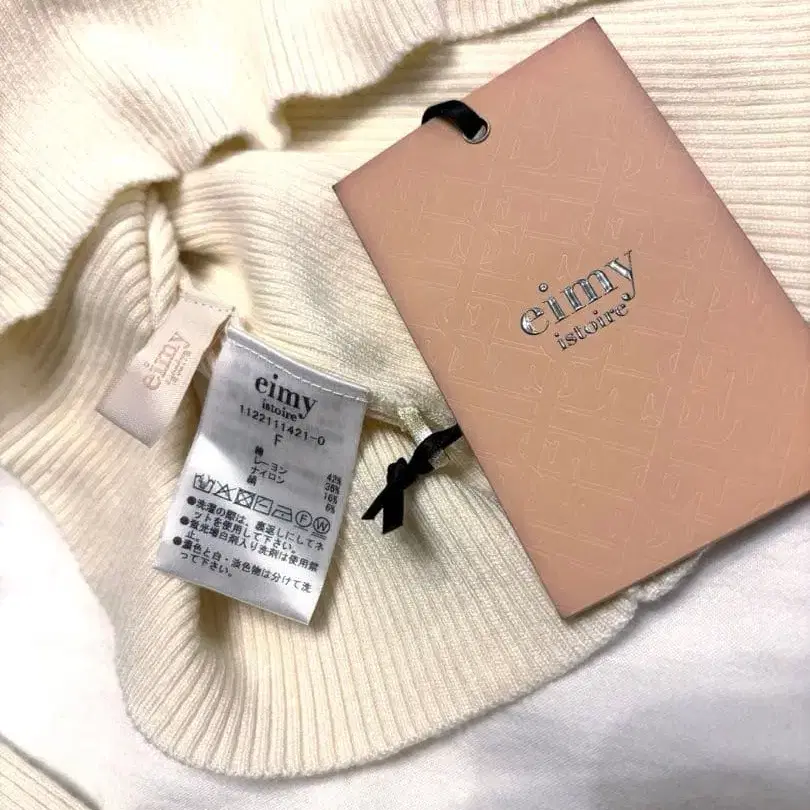 eimy
istoire
eimy
istoire
eimy
istoire
1122111421-0
F
綿 42%
レーヨン 36%
ナイロン 16%
絹 6%
●洗濯の際は、裏返しにしてネ
ットを使用して下さい。
●蛍光増白剤入り洗剤は使用禁
止。
●濃色と白・淡色物は分けて洗
って下さい。